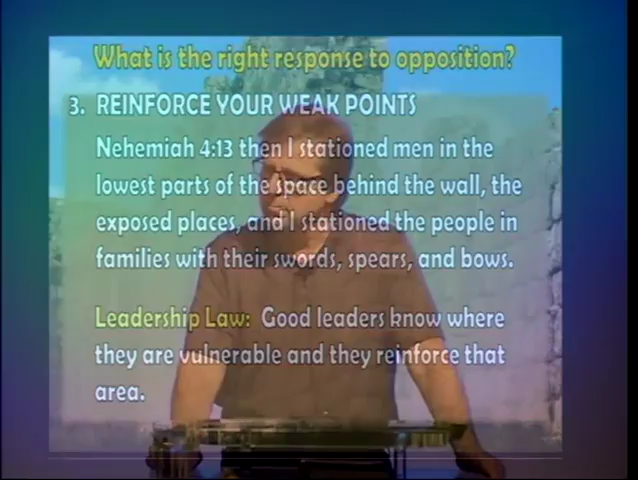 What is the right response to opposition?
3. REINFORCE YOUR WEAK POINTS
Nehemiah 4:13 then I stationed men in the
lowest parts of the space behind the wall, the
exposed places, and I stationed the people in
families with their swords, spears, and bows.
Leadership Law: Good leaders know where
they are vulnerable and they reinforce that
area.